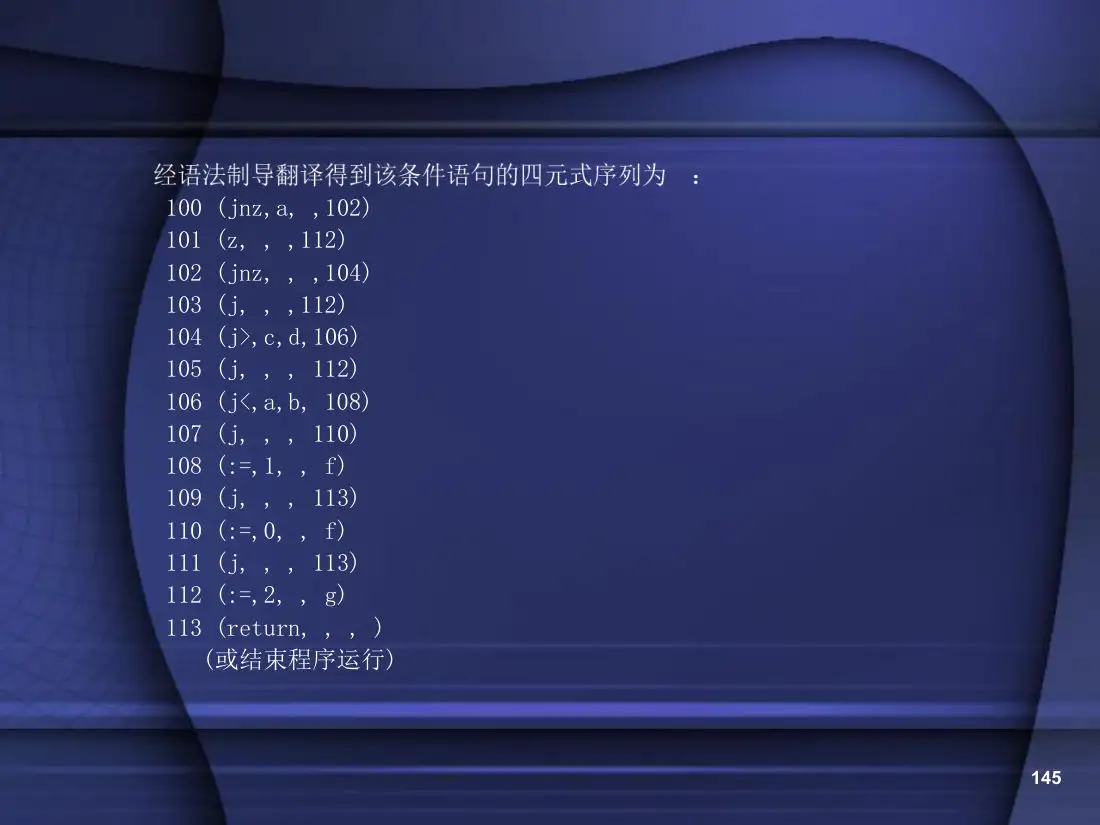 经语法制导翻译得到该条件语句的四元式序列为 :
100 (jnz,a, ,102)
101 (z, , ,112)
102 (jnz, , ,104)
103 (j, , ,112)
104 (j>,c,d,106)
105 (j, , , 112)
106 (j<,a,b, 108)
107 (j, , , 110)
108 (:=,1, , f)
109 (j, , , 113)
110 (:=,0, , f)
111 (j, , , 113)
112 (:=,2, , g)
113 (return, , , )
(或结束程序运行)
145